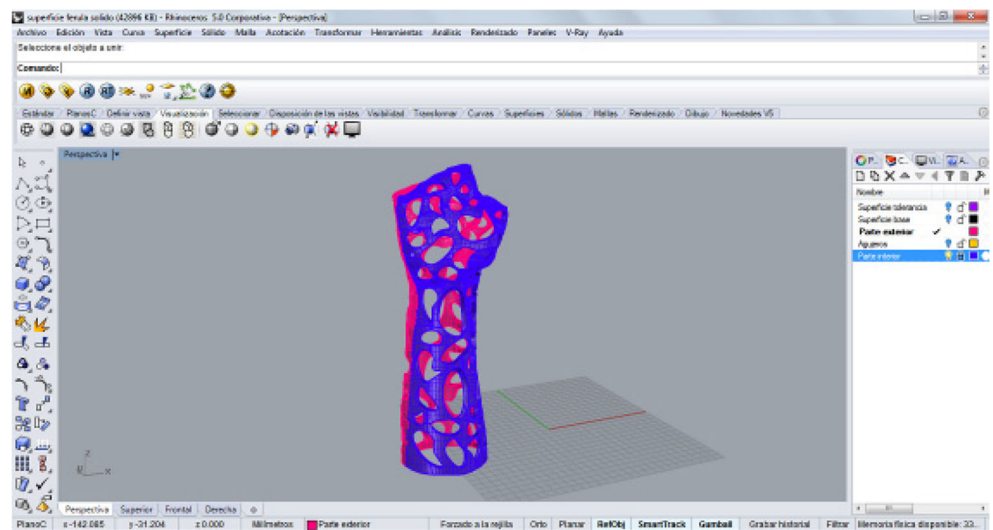 superficie ferula solido (42896 KB) - Rhinoceros 5.0 Corporativa - [Perspectiva]
Archivo Edición Vista Curva Superficie Sólido Malla Acotación Transformar Herramientas Análisis Renderizado Paneles V-Ray Ayuda
Seleccione el objeto a unir:
Comando:
Estándar PlanosC Definir vista Visualización Seleccionar Disposición de las vistas Visibilidad Transformar Curvas Superficies Sólidos Mallas Renderizado Dibujo Novedades V5
Perspectiva
P.. C.. Vi.. A..
Nombre M
Superficie tolerancia
Superficie base
Parte exterior
Agujeros
Parte interior
z
y x
Perspectiva Superior Frontal Derecha
PlanoC x -142.085 y -31.204 z 0.000 Milímetros Parte exterior Forzado a la rejilla Orto Planar RefObj SmartTrack Gumball Grabar historial Filtrar Memoria física disponible: 33...